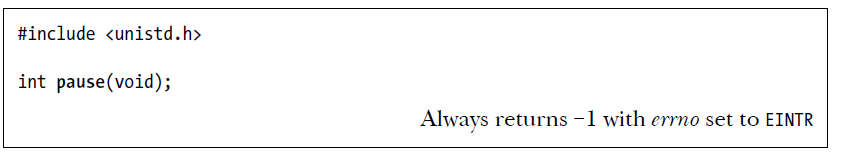 #include <unistd.h>
int pause(void);
Always returns –1 with errno set to EINTR